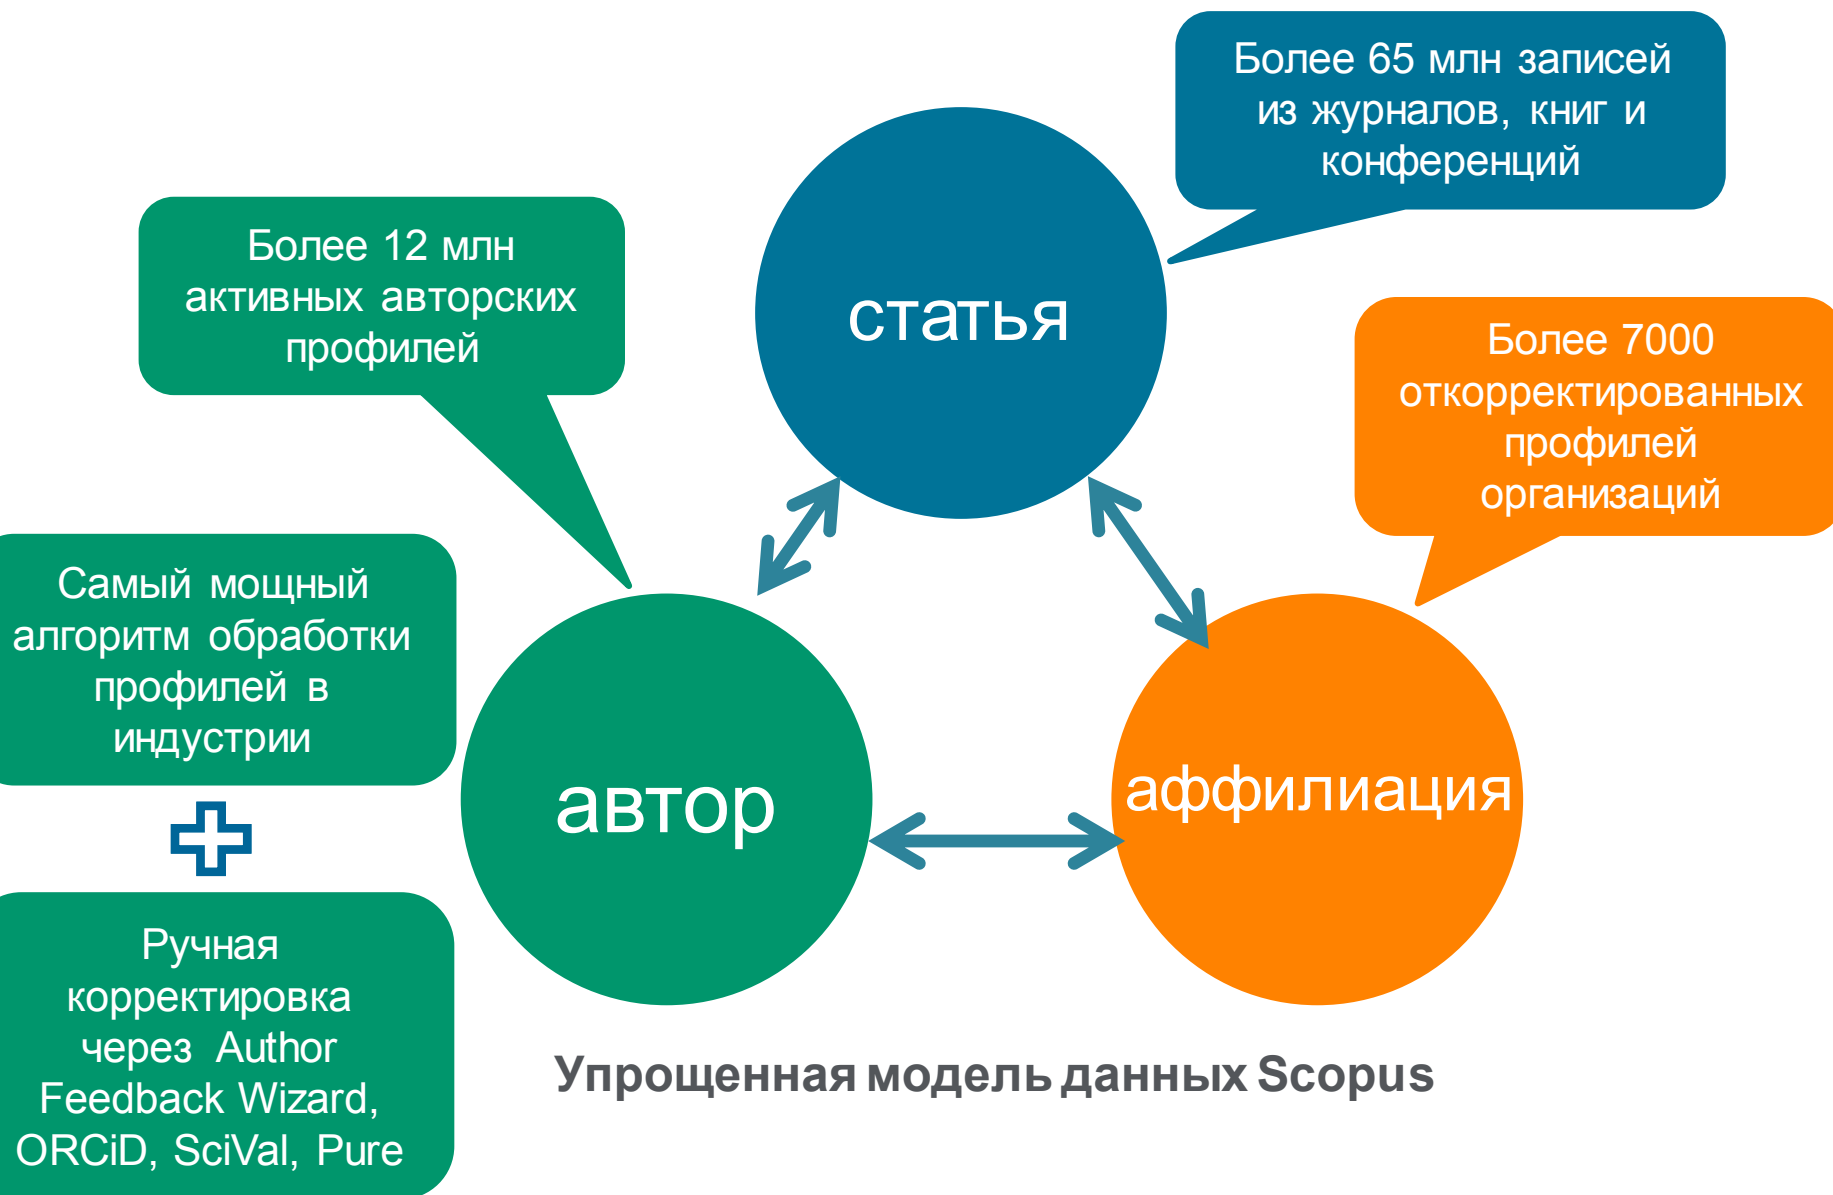 Более 65 млн записей
из журналов, книг и
конференций
Более 12 млн
активных авторских
профилей
статья
Более 7000
откорректированных
профилей
организаций
Самый мощный
алгоритм обработки
профилей в
индустрии
автор
аффилиация
Ручная
корректировка
через Author
Feedback Wizard,
ORCiD, SciVal, Pure
Упрощенная модель данных Scopus